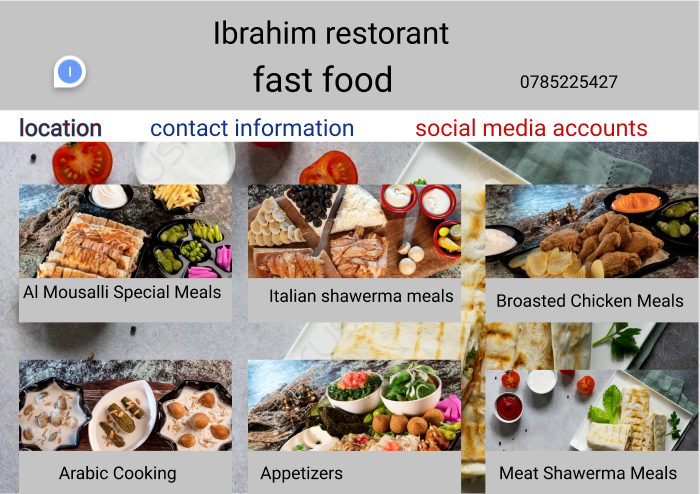 Ibrahim restorant
fast food
0785225427
I
location
contact information
social media accounts
Al Mousalli Special Meals
Italian shawerma meals
Broasted Chicken Meals
Arabic Cooking
Appetizers
Meat Shawerma Meals